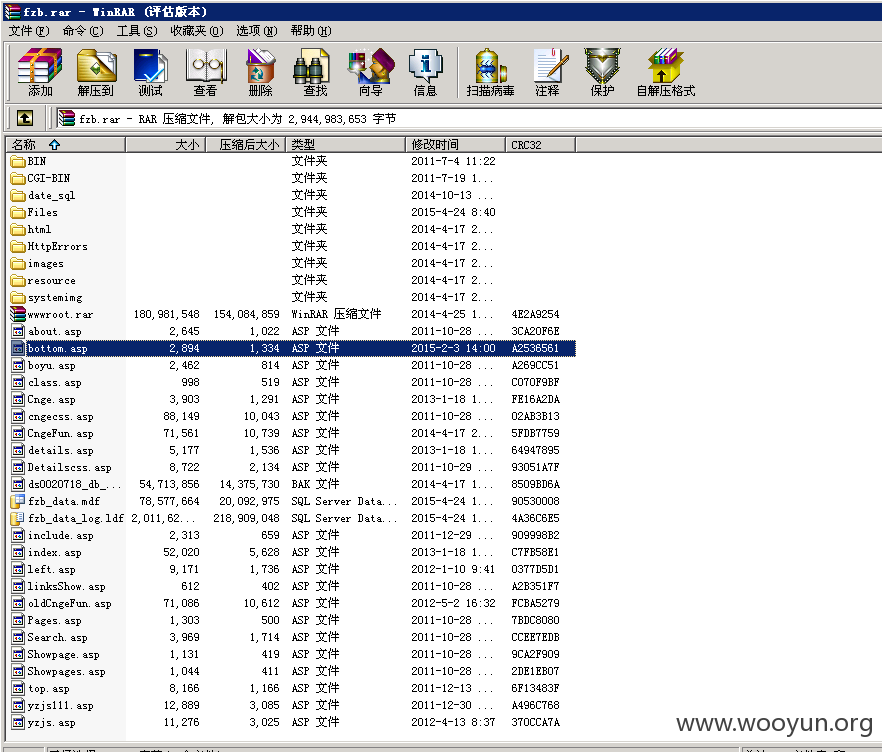 fzb.rar - WinRAR (评估版本)
文件(F) 命令(C) 工具(S) 收藏夹(O) 选项(N) 帮助(H)
添加 解压到 测试 查看 删除 查找 向导 信息 扫描病毒 注释 保护 自解压格式
fzb.rar - RAR 压缩文件, 解包大小为 2,944,983,653 字节
名称 大小 压缩后大小 类型 修改时间 CRC32
BIN 文件夹 2011-7-4 11:22
CGI-BIN 文件夹 2011-7-19 1...
date_sql 文件夹 2014-10-13 ...
Files 文件夹 2015-4-24 8:40
html 文件夹 2014-4-17 2...
HttpErrors 文件夹 2014-4-17 2...
images 文件夹 2014-4-17 2...
resource 文件夹 2014-4-17 2...
systemimg 文件夹 2014-4-17 2...
wwwroot.rar 180,981,548 154,084,859 WinRAR 压缩文件 2014-4-25 1... 4E2A9254
about.asp 2,645 1,022 ASP 文件 2011-10-28 ... 3CA20F6E
bottom.asp 2,894 1,334 ASP 文件 2015-2-3 14:00 A2536561
boyu.asp 2,462 814 ASP 文件 2011-10-28 ... A269CC51
class.asp 998 519 ASP 文件 2011-10-28 ... C070F9BF
Cnge.asp 3,903 1,291 ASP 文件 2013-1-18 1... FE16A2DA
cngecss.asp 88,149 10,043 ASP 文件 2011-10-28 ... 02AB3B13
CngeFun.asp 71,561 10,739 ASP 文件 2014-4-17 2... 5FDB7759
details.asp 5,177 1,536 ASP 文件 2013-1-18 1... 64947895
Detailscss.asp 8,722 2,134 ASP 文件 2011-10-29 ... 93051A7F
ds0020718_db_... 54,713,856 14,375,730 BAK 文件 2014-4-17 1... 8509BD6A
fzb_data.mdf 78,577,664 20,092,975 SQL Server Data... 2015-4-24 1... 90530008
fzb_data_log.ldf 2,011,62... 218,909,048 SQL Server Data... 2015-4-24 1... 4A36C6E5
include.asp 2,313 659 ASP 文件 2011-12-29 ... 909998B2
index.asp 52,020 5,628 ASP 文件 2013-1-18 1... C7FB58E1
left.asp 9,171 1,736 ASP 文件 2012-1-10 9:41 0377D5D1
linksShow.asp 612 402 ASP 文件 2011-10-28 ... A2B351F7
oldCngeFun.asp 71,086 10,612 ASP 文件 2012-5-2 16:32 FCBA5279
Pages.asp 1,303 500 ASP 文件 2011-10-28 ... 7BDC8080
Search.asp 3,969 1,714 ASP 文件 2011-10-28 ... CCEE7EDB
Showpage.asp 1,131 419 ASP 文件 2011-10-28 ... 9CA2F909
Showpages.asp 1,044 411 ASP 文件 2011-10-28 ... 2DE1EB07
top.asp 8,166 1,166 ASP 文件 2011-12-13 ... 6F13483F
yzjs111.asp 12,889 3,085 ASP 文件 2011-12-30 ... A496C768
yzjs.asp 11,276 3,025 ASP 文件 2012-4-13 8:37 370CCA7A
www.wooyun.org